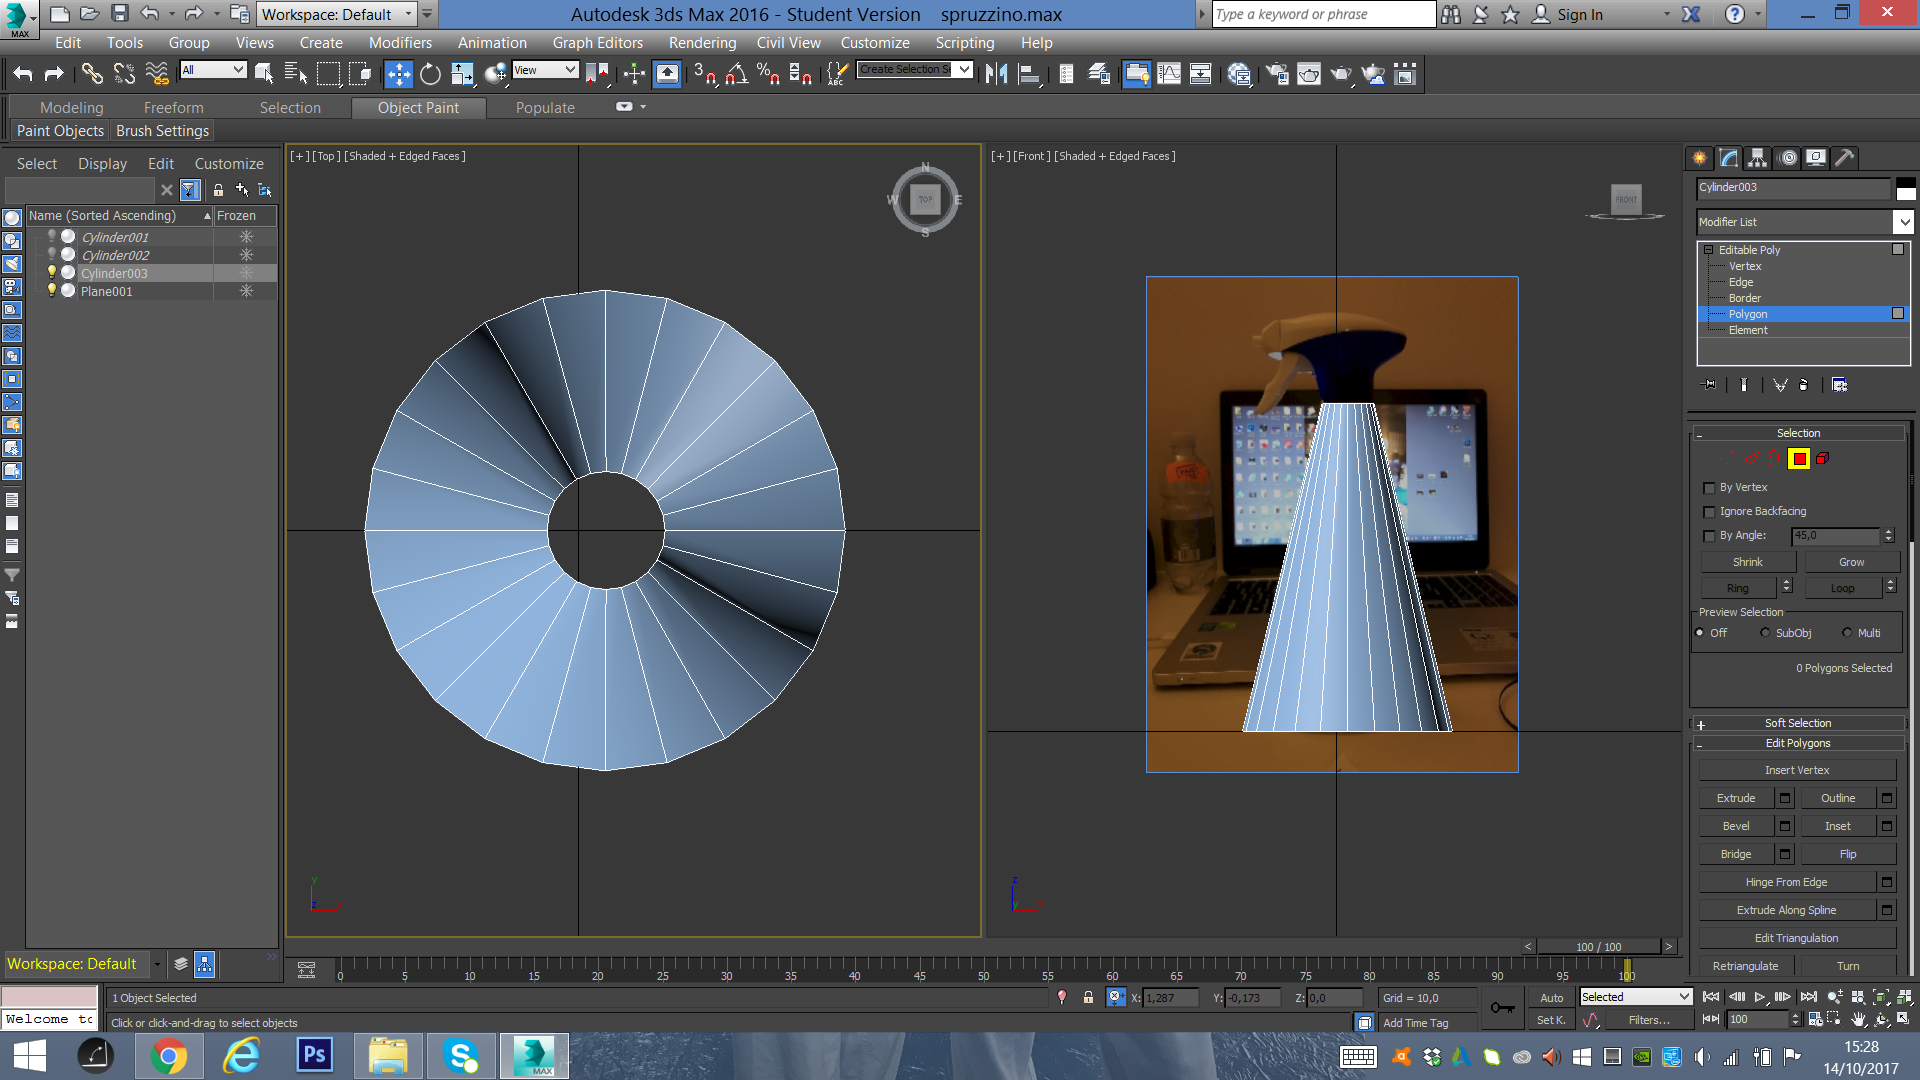 Workspace: Default
Autodesk 3ds Max 2016 - Student Version    spruzzino.max
Type a keyword or phrase
Sign In
MAX
Edit
Tools
Group
Views
Create
Modifiers
Animation
Graph Editors
Rendering
Civil View
Customize
Scripting
Help
All
View
3
ABC
Create Selection Se
Modeling
Freeform
Selection
Object Paint
Populate
Paint Objects
Brush Settings
Select
Display
Edit
Customize
Name (Sorted Ascending)
Frozen
Cylinder001
Cylinder002
Cylinder003
Plane001
[+] [Top ] [Shaded + Edged Faces ]
N
W
TOP
E
S
y
z
x
[+] [Front ] [Shaded + Edged Faces ]
FRONT
z
y
x
Cylinder003
Modifier List
Editable Poly
Vertex
Edge
Border
Polygon
Element
Selection
By Vertex
Ignore Backfacing
By Angle:
45,0
Shrink
Grow
Ring
Loop
Preview Selection
Off
SubObj
Multi
0 Polygons Selected
Soft Selection
Edit Polygons
Insert Vertex
Extrude
Outline
Bevel
Inset
Bridge
Flip
Hinge From Edge
Extrude Along Spline
Edit Triangulation
Retriangulate
Turn
< 100 / 100 >
Workspace: Default
0 5 10 15 20 25 30 35 40 45 50 55 60 65 70 75 80 85 90 95 100
1 Object Selected
X: 1,287
Y: -0,173
Z: 0,0
Grid = 10,0
Auto
Selected
Welcome to
Click or click-and-drag to select objects
Add Time Tag
Set K.
Filters...
100
Ps
MAX
15:28
14/10/2017